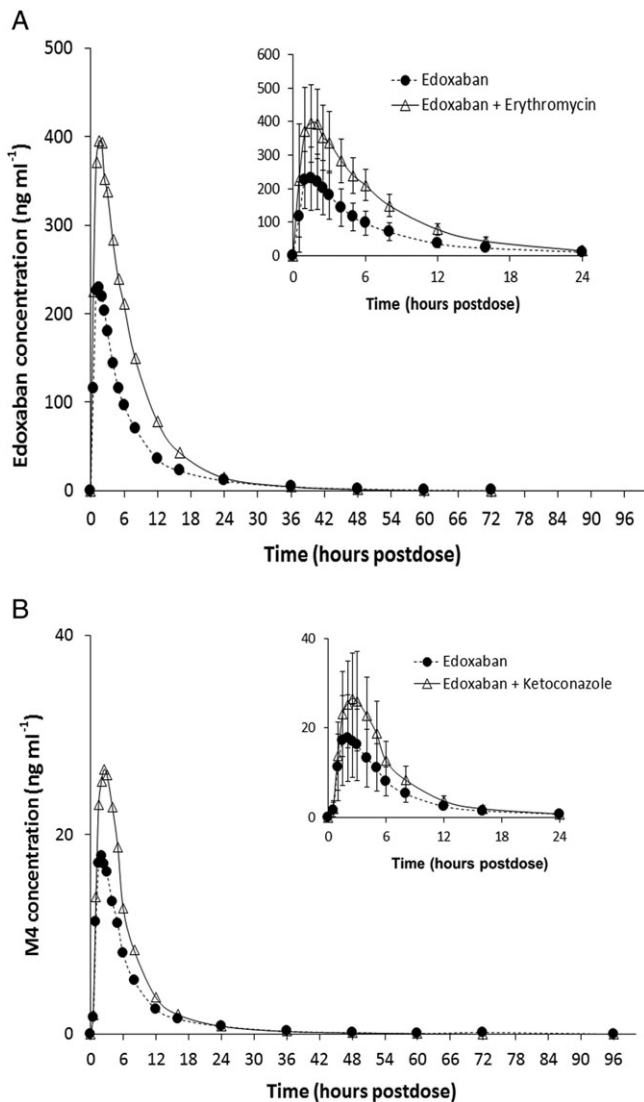 A
Edoxaban concentration (ng ml⁻¹)
500
400
300
200
100
0
0 6 12 18 24 30 36 42 48 54 60 66 72 78 84 90 96
Time (hours postdose)
600
500
400
300
200
100
0
0 6 12 18 24
Time (hours postdose)
Edoxaban
Edoxaban + Erythromycin
B
M4 concentration (ng ml⁻¹)
40
20
0
0 6 12 18 24 30 36 42 48 54 60 66 72 78 84 90 96
Time (hours postdose)
40
20
0
0 6 12 18 24
Time (hours postdose)
Edoxaban
Edoxaban + Ketoconazole